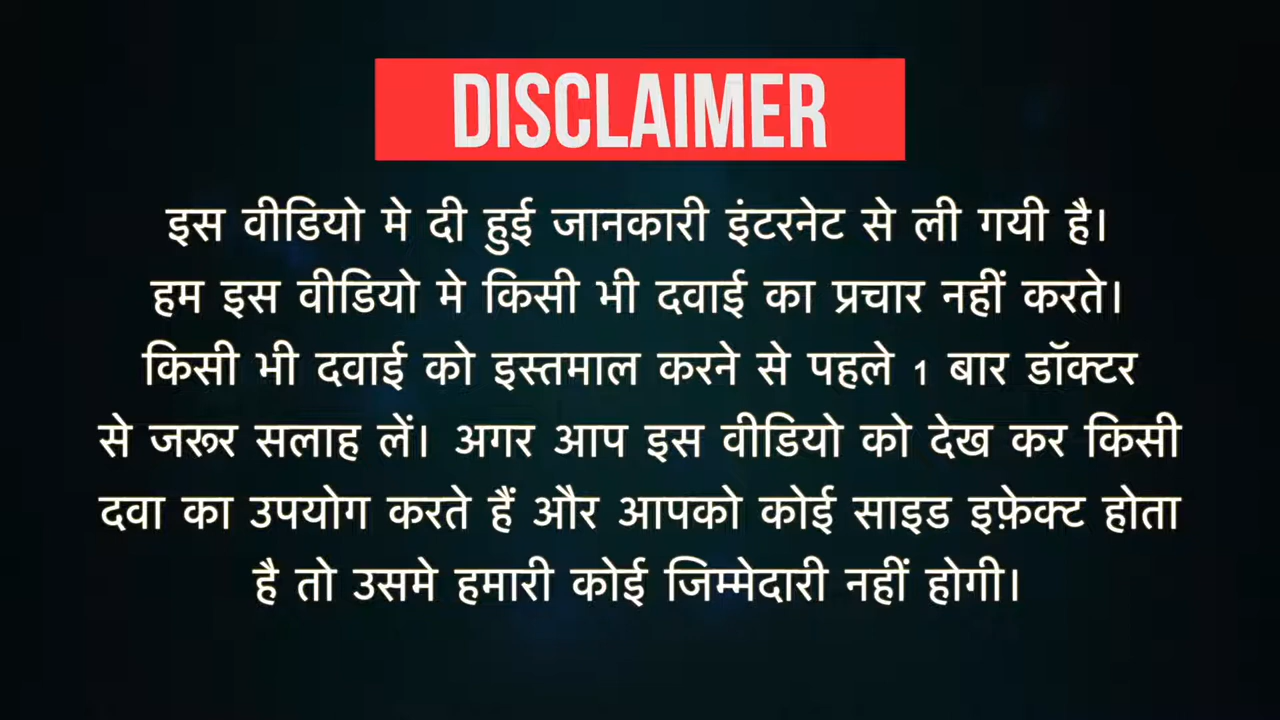 DISCLAIMER
इस वीडियो मे दी हुई जानकारी इंटरनेट से ली गयी है।
हम इस वीडियो मे किसी भी दवाई का प्रचार नहीं करते।
किसी भी दवाई को इस्तमाल करने से पहले 1 बार डॉक्टर
से जरूर सलाह लें। अगर आप इस वीडियो को देख कर किसी
दवा का उपयोग करते हैं और आपको कोई साइड इफ़ेक्ट होता
है तो उसमे हमारी कोई जिम्मेदारी नहीं होगी।